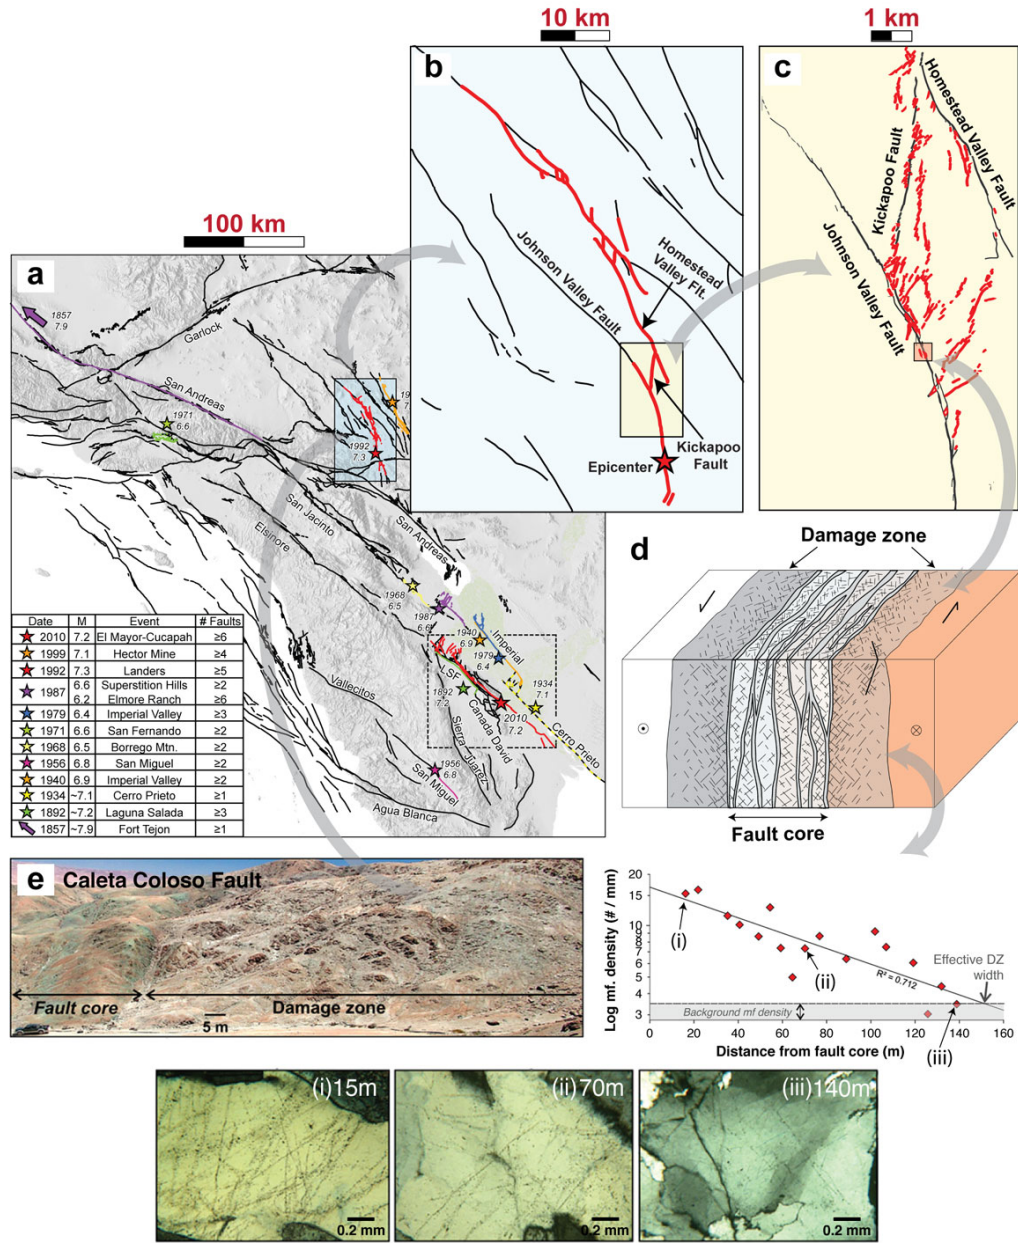 10 km
1 km
100 km
a
1857
7.9
Garlock
San Andreas
1971
6.6
1992
7.3
19
7.
San Jacinto
Elsinore
San Andreas
1968
6.5
1987
6.6
1940
6.9
1979
6.4
Imperial
1934
7.1
LSF
1892
7.2
Canada David
2010
7.2
Cerro Prieto
Sierra Juarez
Vallecitos
1956
6.8
San Miguel
Agua Blanca
Date M Event # Faults
2010 7.2 El Mayor-Cucapah ≥6
1999 7.1 Hector Mine ≥4
1992 7.3 Landers ≥5
1987 6.6 Superstition Hills ≥2
6.2 Elmore Ranch ≥6
1979 6.4 Imperial Valley ≥3
1971 6.6 San Fernando ≥2
1968 6.5 Borrego Mtn. ≥2
1956 6.8 San Miguel ≥2
1940 6.9 Imperial Valley ≥2
1934 ~7.1 Cerro Prieto ≥1
1892 ~7.2 Laguna Salada ≥3
1857 ~7.9 Fort Tejon ≥1
b
Johnson Valley Fault
Homestead
Valley Flt.
Kickapoo
Fault
Epicenter
c
Homestead Valley Fault
Kickapoo Fault
Johnson Valley Fault
d
Damage zone
Fault core
e Caleta Coloso Fault
Fault core
Damage zone
5 m
Log mf. density (# / mm)
20
15
10
9
8
7
6
5
4
3
(i)
(ii)
(iii)
R² = 0.712
Effective DZ
width
Background mf density
0 20 40 60 80 100 120 140 160
Distance from fault core (m)
(i)15m
0.2 mm
(ii)70m
0.2 mm
(iii)140m
0.2 mm